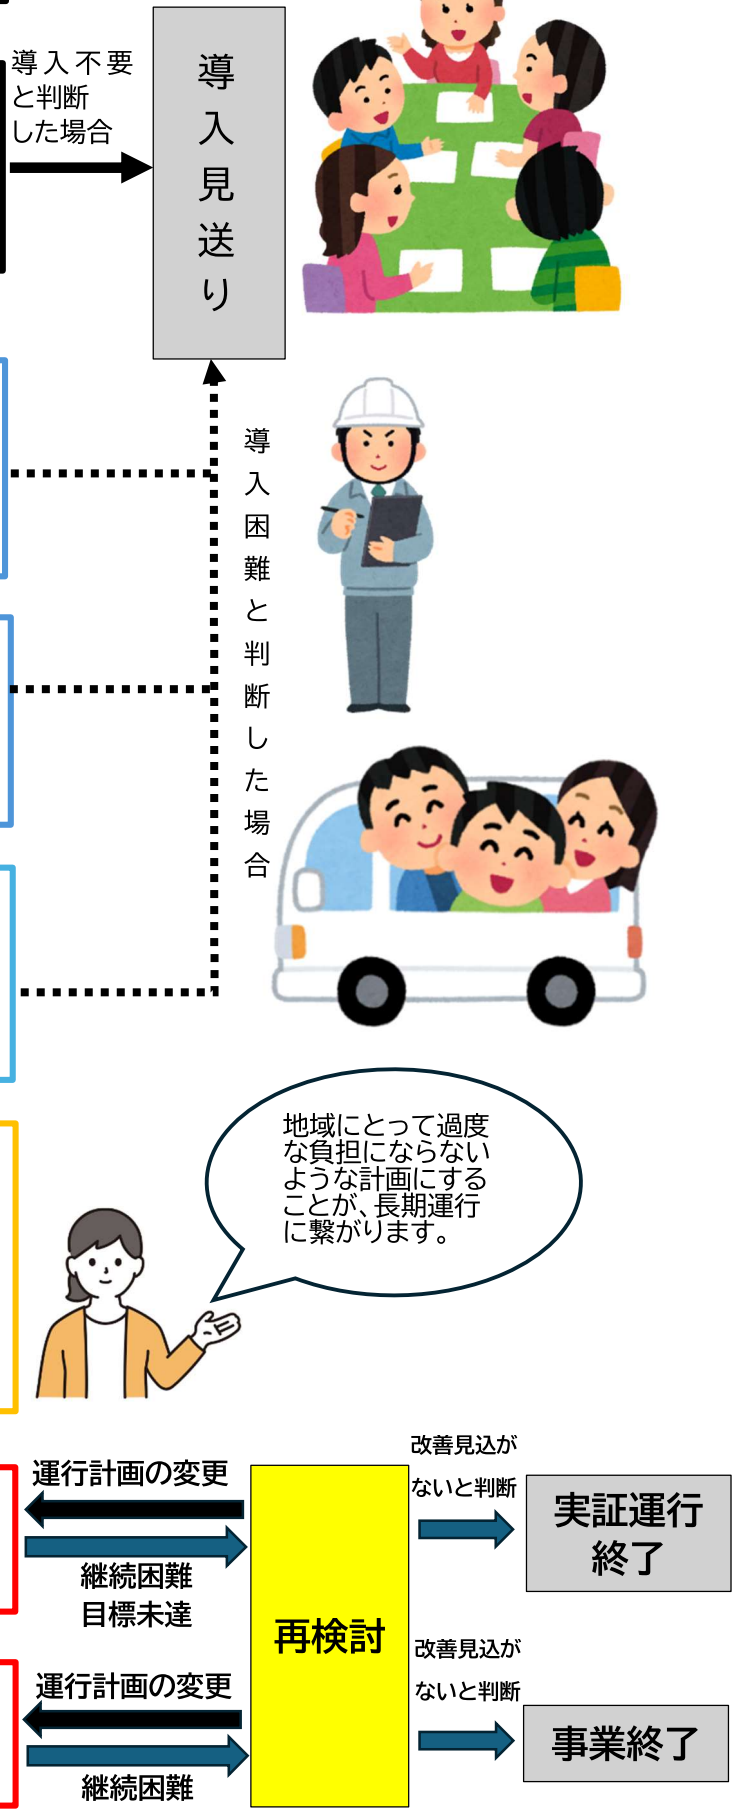 導入不要
と判断
した場合
導入見送り
導入困難と判断した場合
地域にとって過度
な負担にならない
ような計画にする
ことが、長期運行
に繋がります。
運行計画の変更
継続困難
目標未達
再検討
改善見込が
ないと判断
実証運行
終了
運行計画の変更
継続困難
改善見込が
ないと判断
事業終了